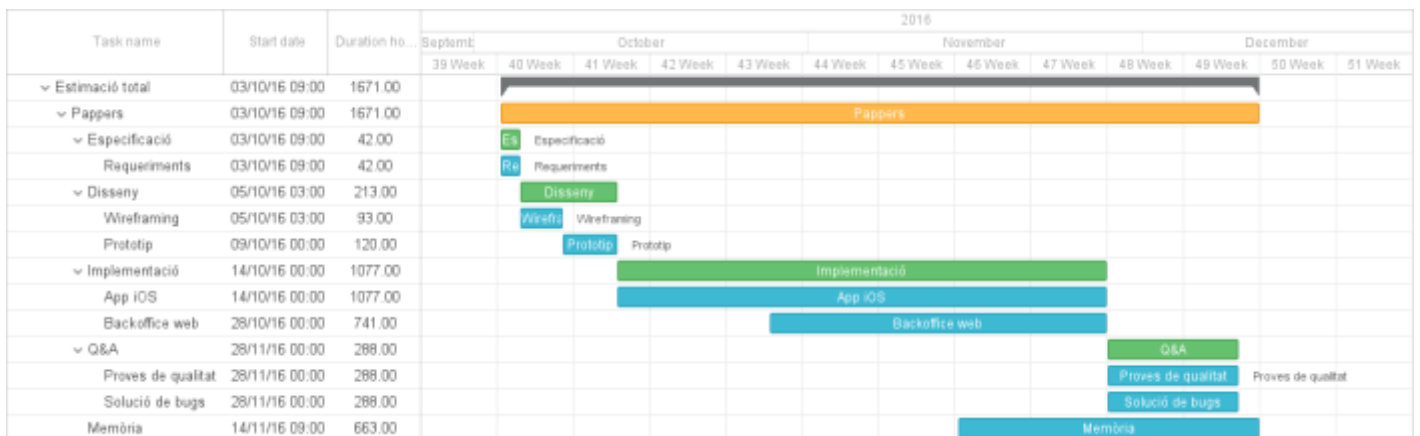 2016
Task name Start date Duration ho... Septemb October November December
39 Week 40 Week 41 Week 42 Week 43 Week 44 Week 45 Week 46 Week 47 Week 48 Week 49 Week 50 Week 51 Week
Estimació total 03/10/16 09:00 1671.00
Pappers 03/10/16 09:00 1671.00 Pappers
Especificació 03/10/16 09:00 42.00 Es Especificació
Requeriments 03/10/16 09:00 42.00 Re Requeriments
Disseny 05/10/16 03:00 213.00 Disseny
Wireframing 05/10/16 03:00 93.00 Wirefra Wireframing
Prototip 09/10/16 00:00 120.00 Prototip Prototip
Implementació 14/10/16 00:00 1077.00 Implementació
App iOS 14/10/16 00:00 1077.00 App iOS
Backoffice web 28/10/16 00:00 741.00 Backoffice web
Q&A 28/11/16 00:00 288.00 Q&A
Proves de qualitat 28/11/16 00:00 288.00 Proves de qualitat Proves de qualitat
Solució de bugs 28/11/16 00:00 288.00 Solució de bugs
Memòria 14/11/16 09:00 663.00 Memòria